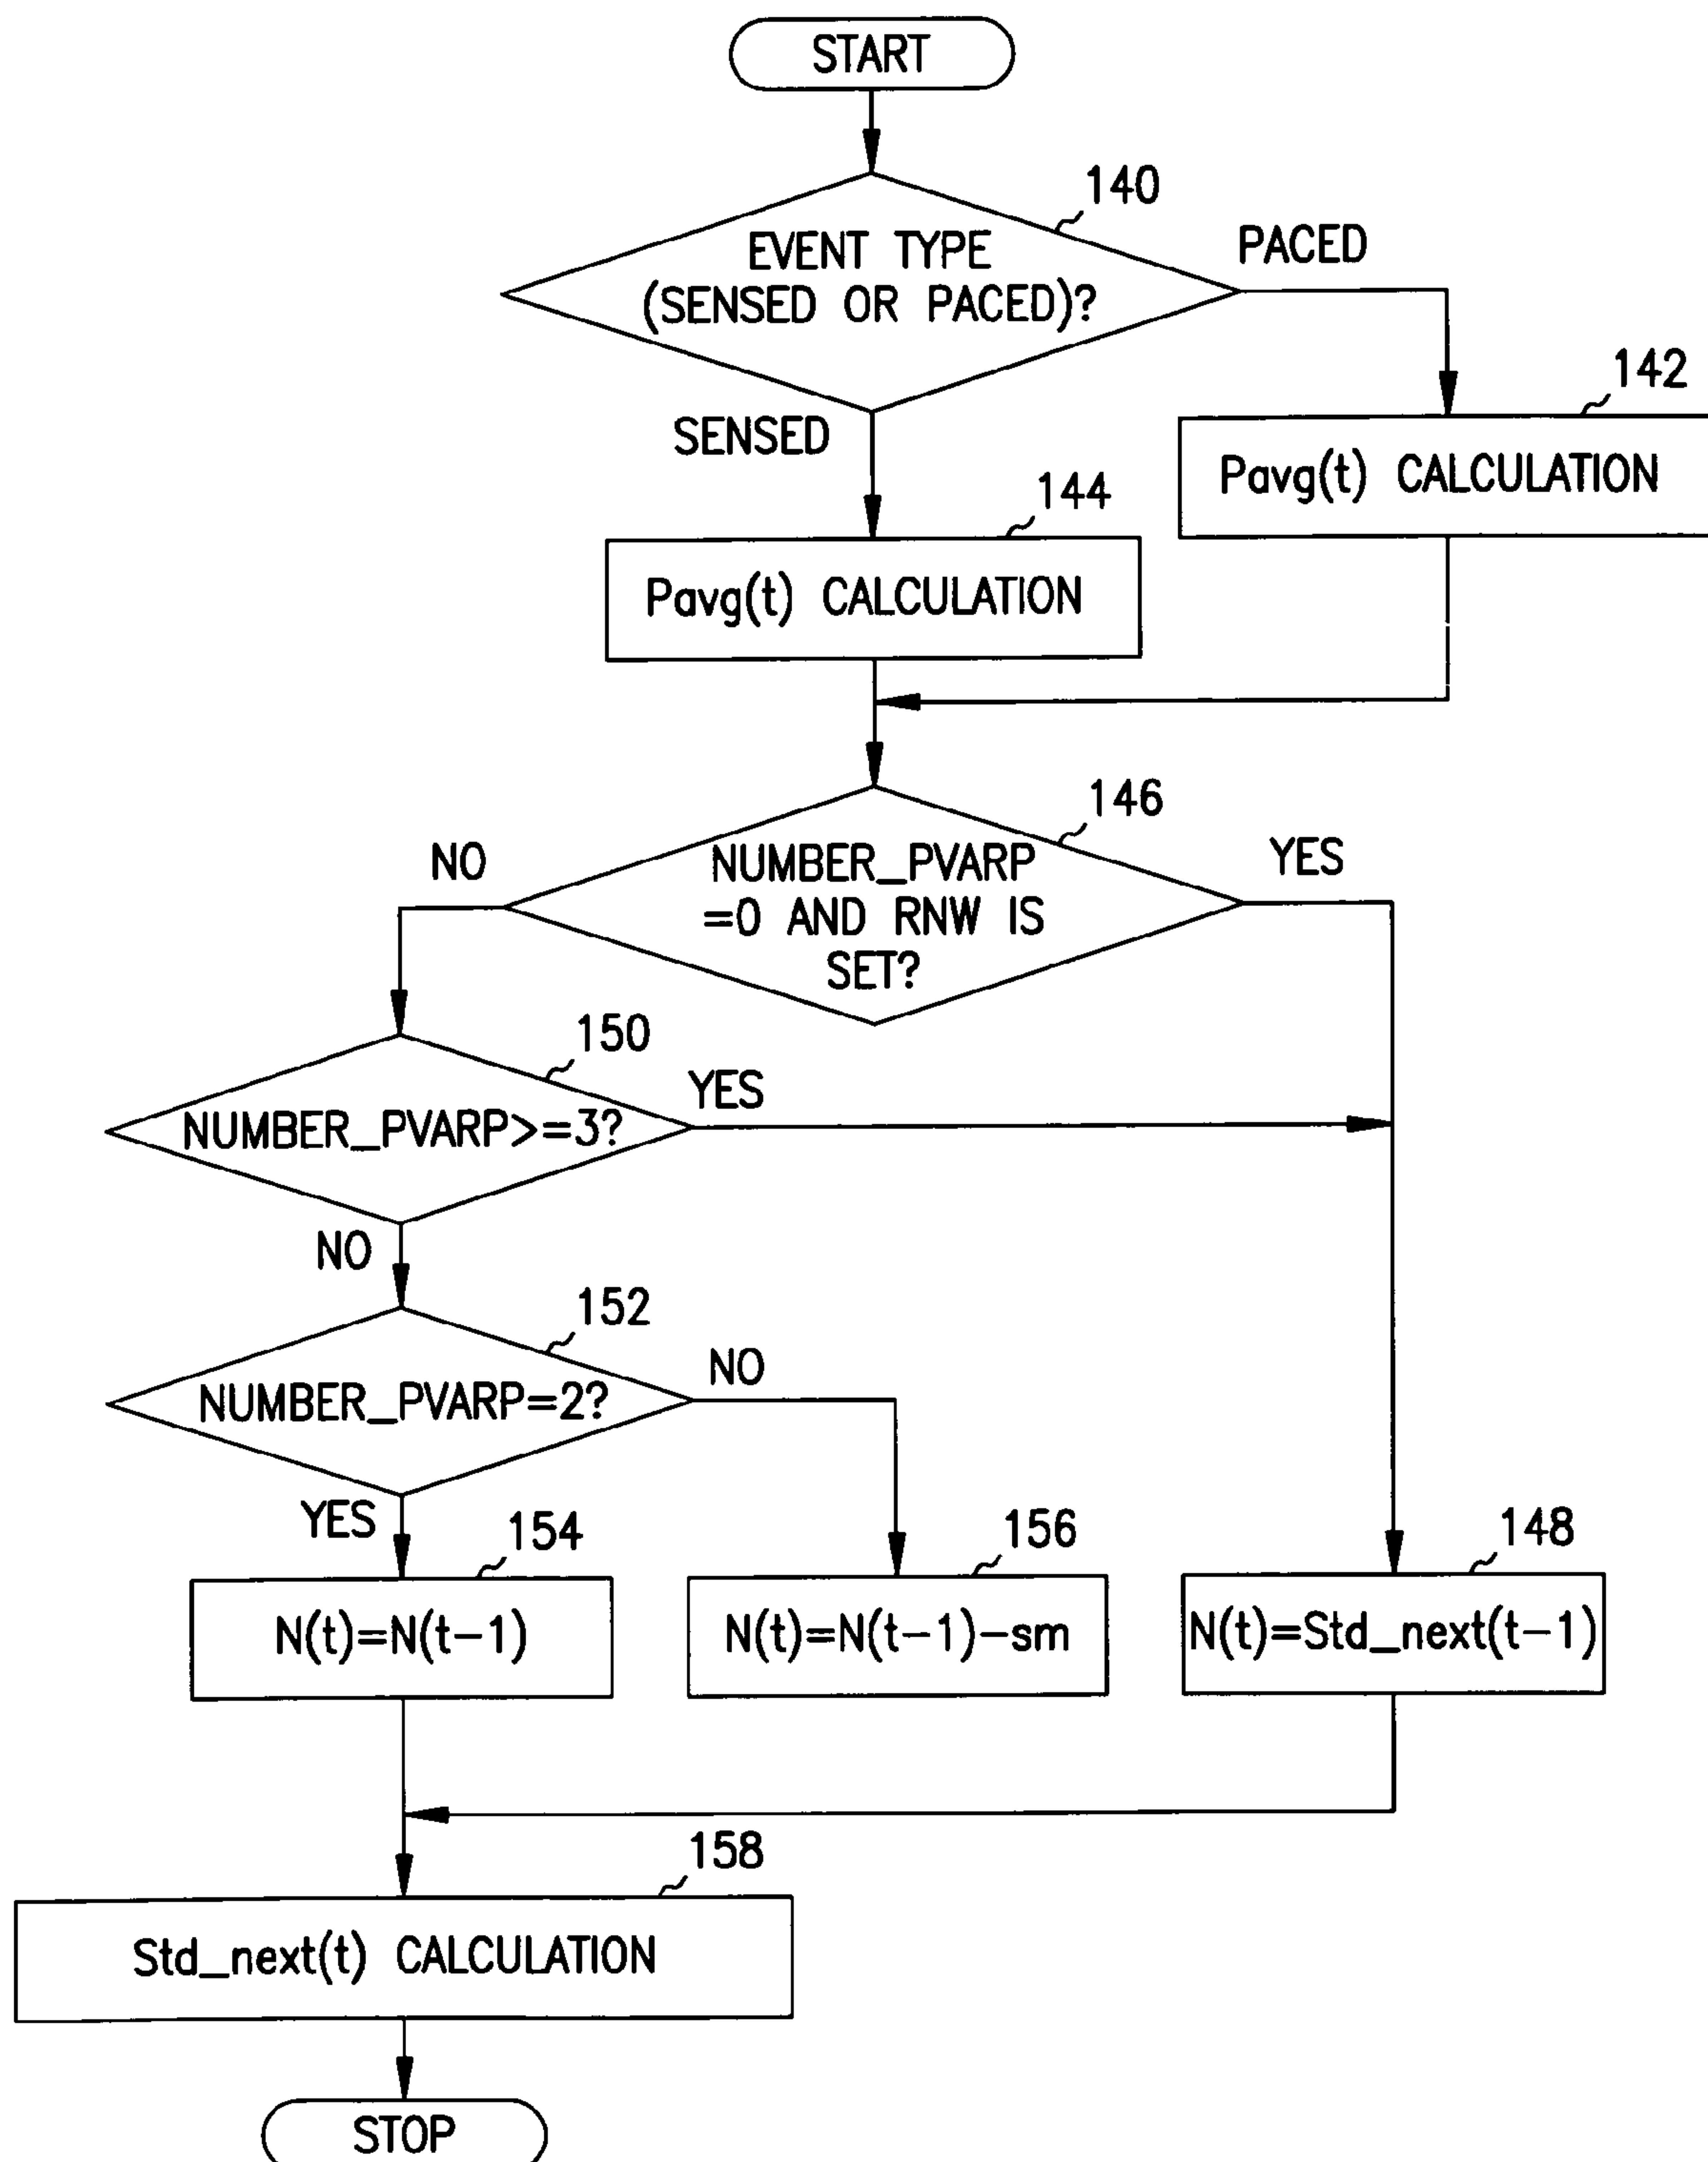 START
140
EVENT TYPE
(SENSED OR PACED)?
PACED
SENSED
142
Pavg(t) CALCULATION
144
Pavg(t) CALCULATION
146
NUMBER_PVARP
=0 AND RNW IS
SET?
NO
YES
150
NUMBER_PVARP>=3?
YES
NO
152
NUMBER_PVARP=2?
NO
YES
154
N(t)=N(t-1)
156
N(t)=N(t-1)-sm
148
N(t)=Std_next(t-1)
158
Std_next(t) CALCULATION
STOP